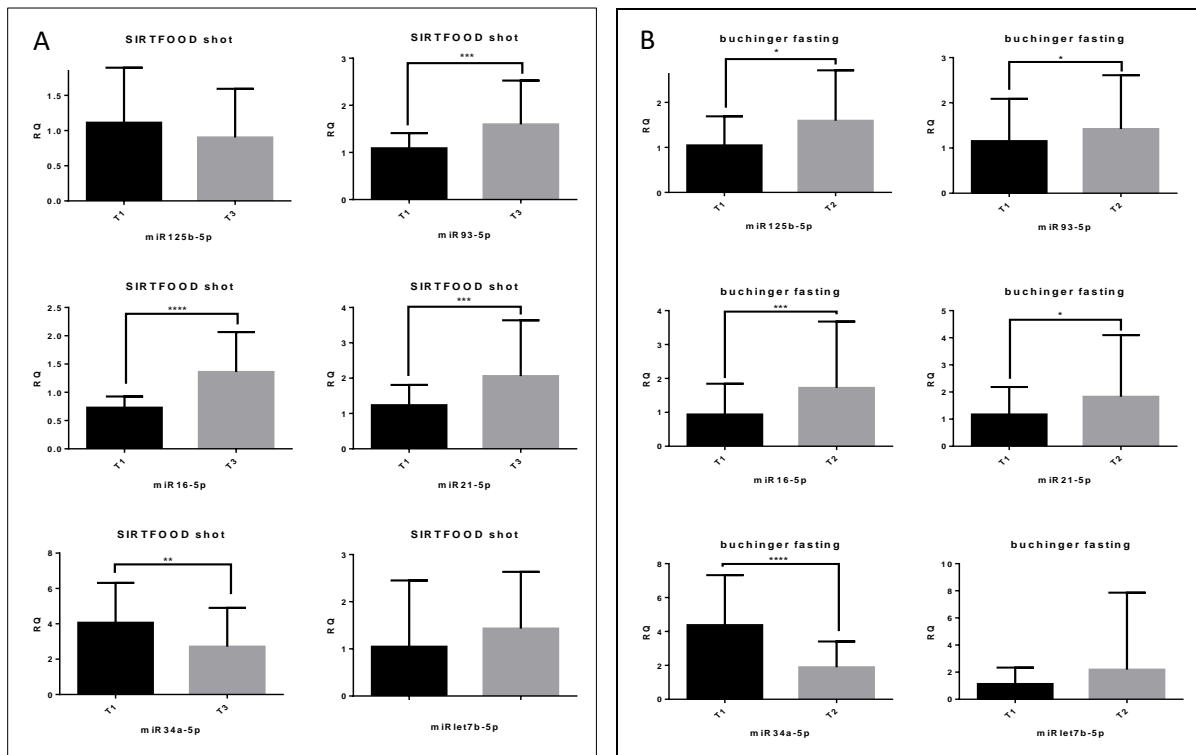 A
SIRTFOOD shot
RQ
1.5
1.0
0.5
0.0
T1
T3
miR125b-5p
SIRTFOOD shot
***
RQ
3
2
1
0
T1
T3
miR93-5p
SIRTFOOD shot
****
RQ
2.5
2.0
1.5
1.0
0.5
0.0
T1
T3
miR16-5p
SIRTFOOD shot
***
RQ
4
3
2
1
0
T1
T3
miR21-5p
SIRTFOOD shot
**
RQ
8
6
4
2
0
T1
T3
miR34a-5p
SIRTFOOD shot
RQ
3
2
1
0
T1
T3
miRlet7b-5p
B
buchinger fasting
*
RQ
2
1
0
T1
T2
miR125b-5p
buchinger fasting
*
RQ
3
2
1
0
T1
T2
miR93-5p
buchinger fasting
***
RQ
4
3
2
1
0
T1
T2
miR16-5p
buchinger fasting
*
RQ
5
4
3
2
1
0
T1
T2
miR21-5p
buchinger fasting
****
RQ
8
6
4
2
0
T1
T2
miR34a-5p
buchinger fasting
RQ
10
8
6
4
2
0
T1
T2
miRlet7b-5p